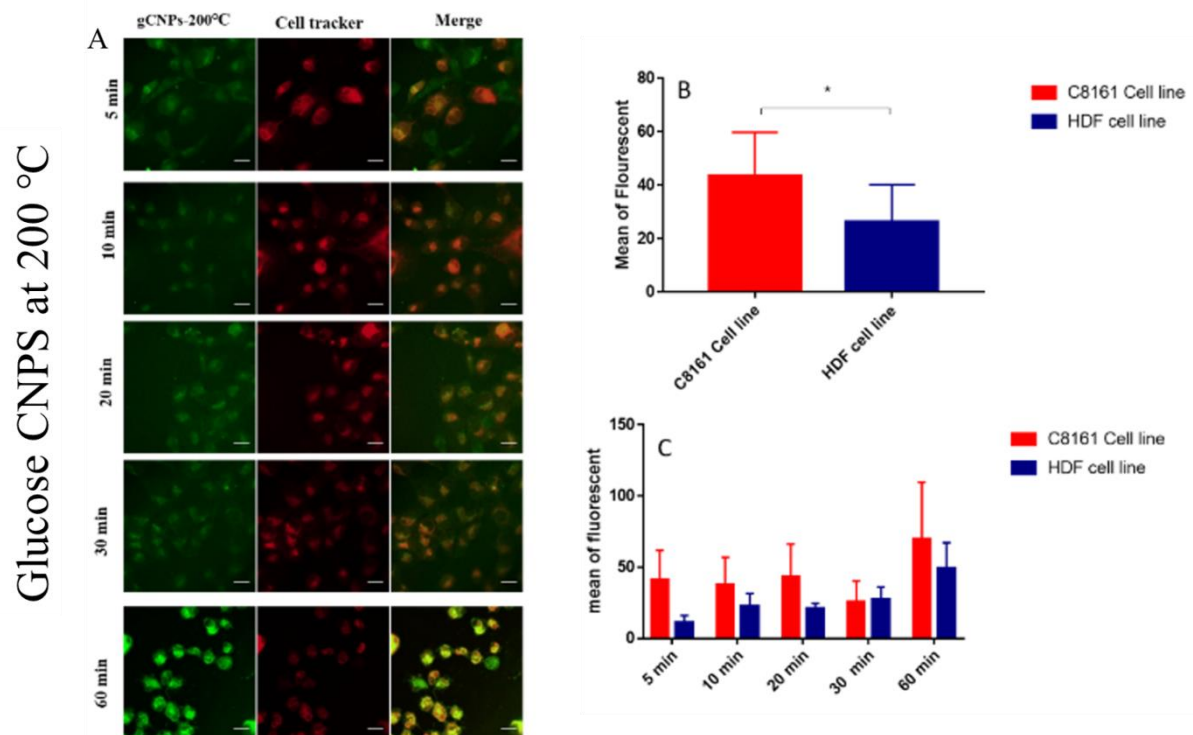 Glucose CNPS at 200 °C
A
gCNPs-200°C Cell tracker Merge
5 min
10 min
20 min
30 min
60 min
B
80
60
40
20
0
Mean of Flourescent
*
C8161 Cell line
HDF cell line
C8161 Cell line
HDF cell line
C
150
100
50
0
mean of fluorescent
5 min
10 min
20 min
30 min
60 min
C8161 Cell line
HDF cell line